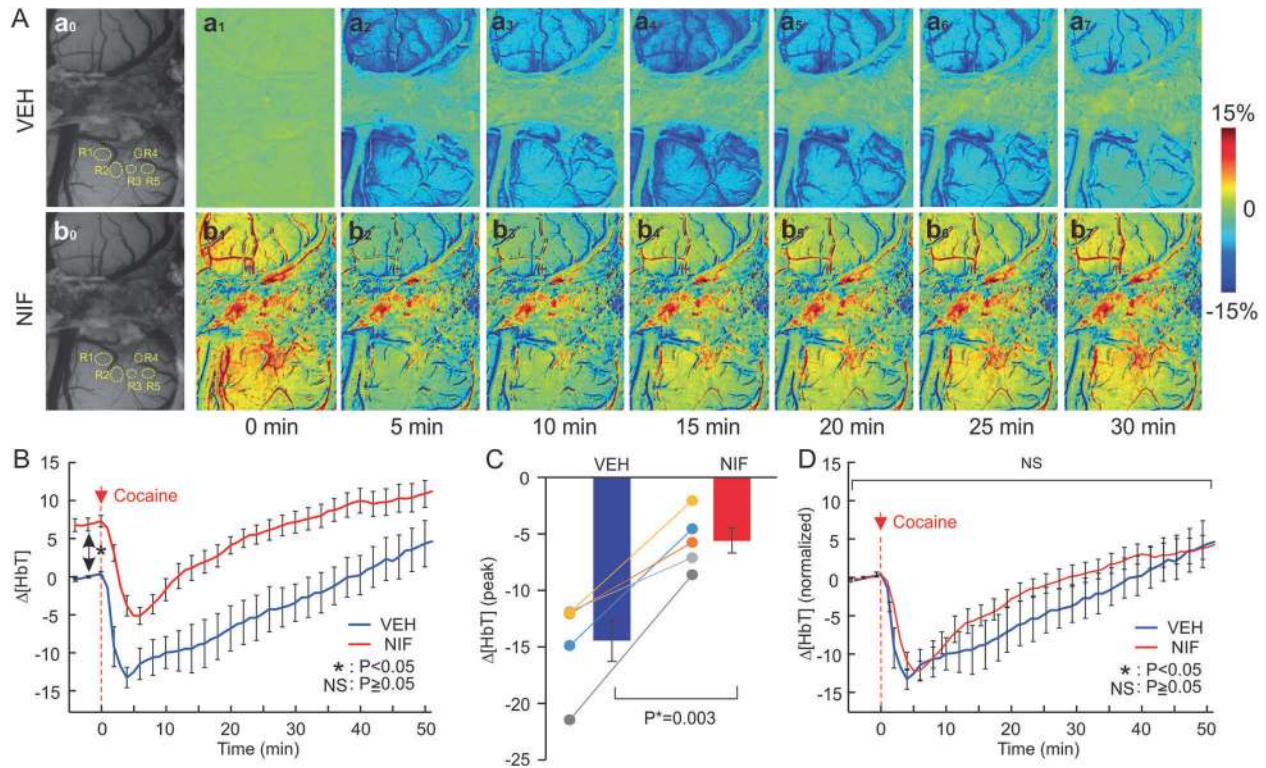 A
VEH
a0
a1
a2
a3
a4
a5
a6
a7
R1
R4
R2
R3
R5
15%
0
-15%
NIF
b0
b1
b2
b3
b4
b5
b6
b7
R1
R4
R2
R3
R5
0 min
5 min
10 min
15 min
20 min
25 min
30 min
B
Δ[HbT]
15
10
5
0
-5
-10
-15
Cocaine
*
VEH
NIF
* : P<0.05
NS: P≧0.05
0
10
20
30
40
50
Time (min)
C
VEH
NIF
Δ[HbT] (peak)
0
-5
-10
-15
-20
-25
P*=0.003
D
NS
Δ[HbT] (normalized)
15
10
5
0
-5
-10
-15
Cocaine
VEH
NIF
* : P<0.05
NS: P≧0.05
0
10
20
30
40
50
Time (min)